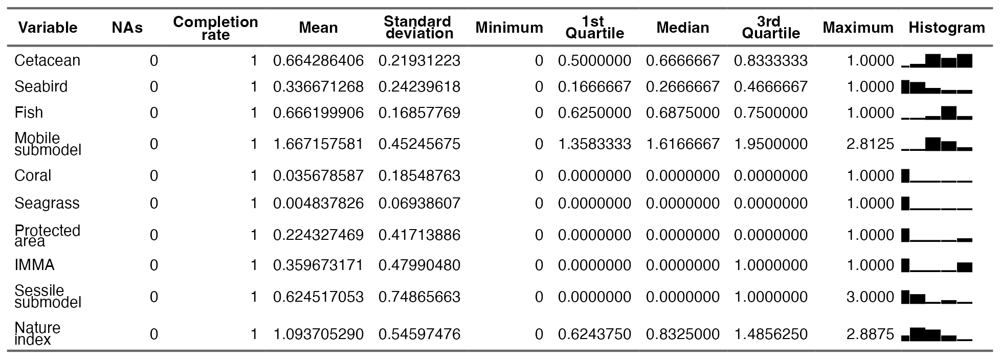 Variable NAs Completion rate Mean Standard deviation Minimum 1st Quartile Median 3rd Quartile Maximum Histogram
Cetacean 0 1 0.664286406 0.21931223 0 0.5000000 0.6666667 0.8333333 1.0000
Seabird 0 1 0.336671268 0.24239618 0 0.1666667 0.2666667 0.4666667 1.0000
Fish 0 1 0.666199906 0.16857769 0 0.6250000 0.6875000 0.7500000 1.0000
Mobile submodel 0 1 1.667157581 0.45245675 0 1.3583333 1.6166667 1.9500000 2.8125
Coral 0 1 0.035678587 0.18548763 0 0.0000000 0.0000000 0.0000000 1.0000
Seagrass 0 1 0.004837826 0.06938607 0 0.0000000 0.0000000 0.0000000 1.0000
Protected area 0 1 0.224327469 0.41713886 0 0.0000000 0.0000000 0.0000000 1.0000
IMMA 0 1 0.359673171 0.47990480 0 0.0000000 0.0000000 1.0000000 1.0000
Sessile submodel 0 1 0.624517053 0.74865663 0 0.0000000 0.0000000 1.0000000 3.0000
Nature index 0 1 1.093705290 0.54597476 0 0.6243750 0.8325000 1.4856250 2.8875